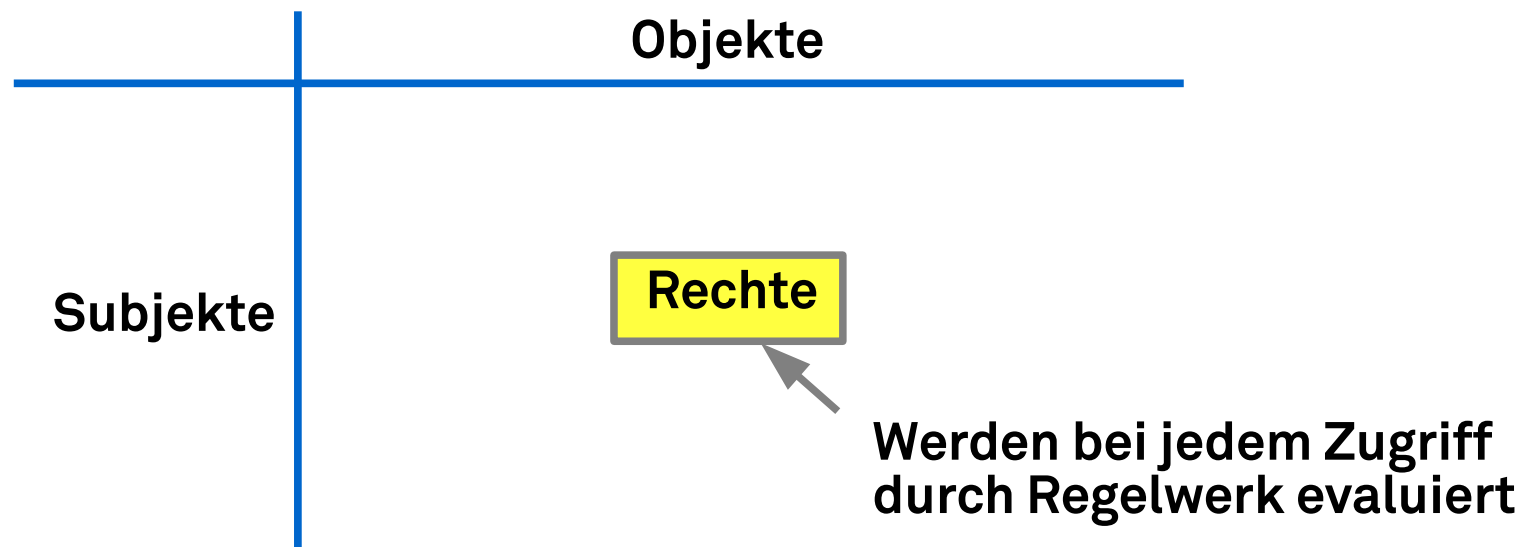 Objekte
Subjekte
Rechte
Werden bei jedem Zugriff
durch Regelwerk evaluiert